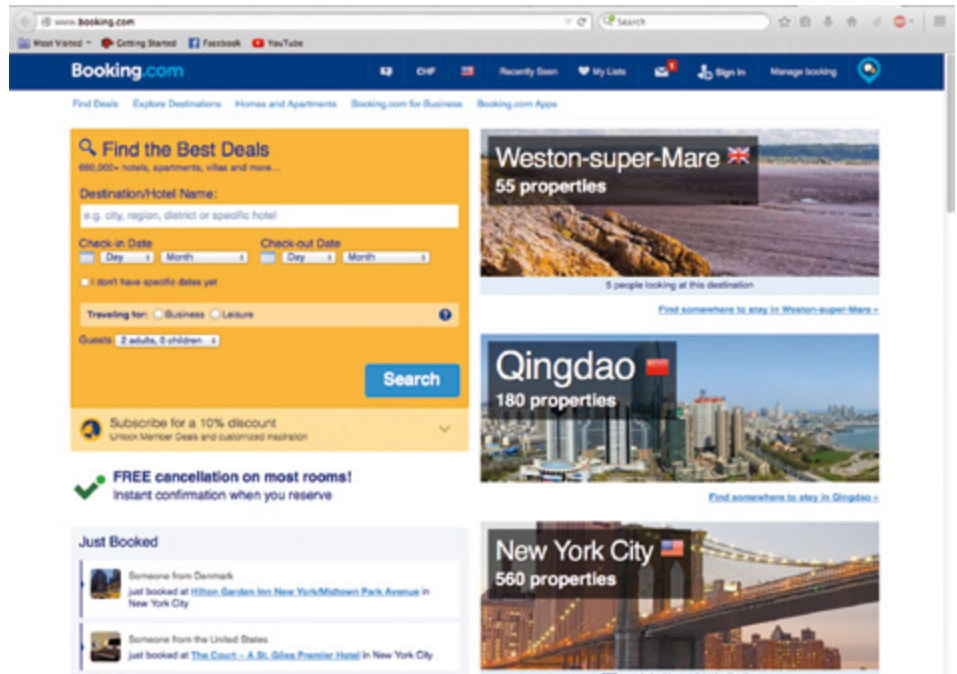 www.booking.com
Search
Most Visited
Getting Started
Facebook
YouTube
Booking.com
CHF
Recently Seen
My Lists
1
Sign In
Manage booking
Find Deals
Explore Destinations
Homes and Apartments
Booking.com for Business
Booking.com Apps
Find the Best Deals
660,000+ hotels, apartments, villas and more...
Destination/Hotel Name:
e.g. city, region, district or specific hotel
Check-in Date
Check-out Date
Day
Month
Day
Month
I don't have specific dates yet
Traveling for: Business Leisure
?
Guests 2 adults, 0 children
Search
Subscribe for a 10% discount
Unlock Member Deals and customized inspiration
FREE cancellation on most rooms!
Instant confirmation when you reserve
Just Booked
Someone from Denmark
just booked at Hilton Garden Inn New York/Midtown Park Avenue in
New York City
Someone from the United States
just booked at The Court – A St. Giles Premier Hotel in New York City
Weston-super-Mare
55 properties
5 people looking at this destination
Find somewhere to stay in Weston-super-Mare »
Qingdao
180 properties
Find somewhere to stay in Qingdao »
New York City
560 properties